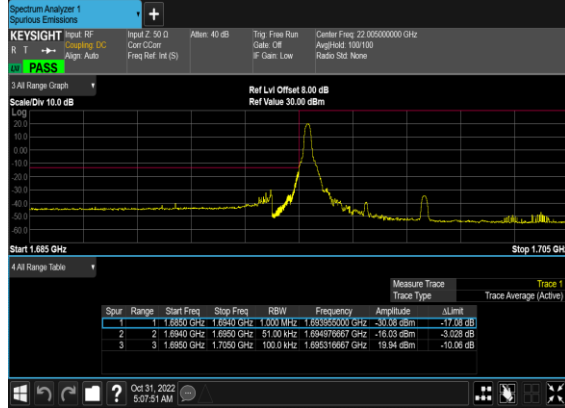 Spectrum Analyzer 1
Spurious Emissions
+
KEYSIGHT Input: RF Input Z: 50 Ω Atten: 40 dB Trig: Free Run Center Freq: 22.005000000 GHz
R T Coupling: DC Corr CCorr Gate: Off Avg|Hold: 100/100
Align: Auto Freq Ref: Int (S) IF Gain: Low Radio Std: None
PASS
3 All Range Graph
Ref Lvl Offset 8.00 dB
Scale/Div 10.0 dB Ref Value 30.00 dBm
Log
20.0
10.0
0.00
-10.0
-20.0
-30.0
-40.0
-50.0
-60.0
Start 1.685 GHz Stop 1.705 GH
4 All Range Table
Measure Trace Trace 1
Trace Type Trace Average (Active)
Spur Range Start Freq Stop Freq RBW Frequency Amplitude ΔLimit
1 1 1.6850 GHz 1.6940 GHz 1.000 MHz 1.693955000 GHz -30.08 dBm -17.08 dB
2 2 1.6940 GHz 1.6950 GHz 51.00 kHz 1.694976667 GHz -16.03 dBm -3.028 dB
3 3 1.6950 GHz 1.7050 GHz 100.0 kHz 1.695316667 GHz 19.94 dBm -10.06 dB
? Oct 31, 2022
5:07:51 AM